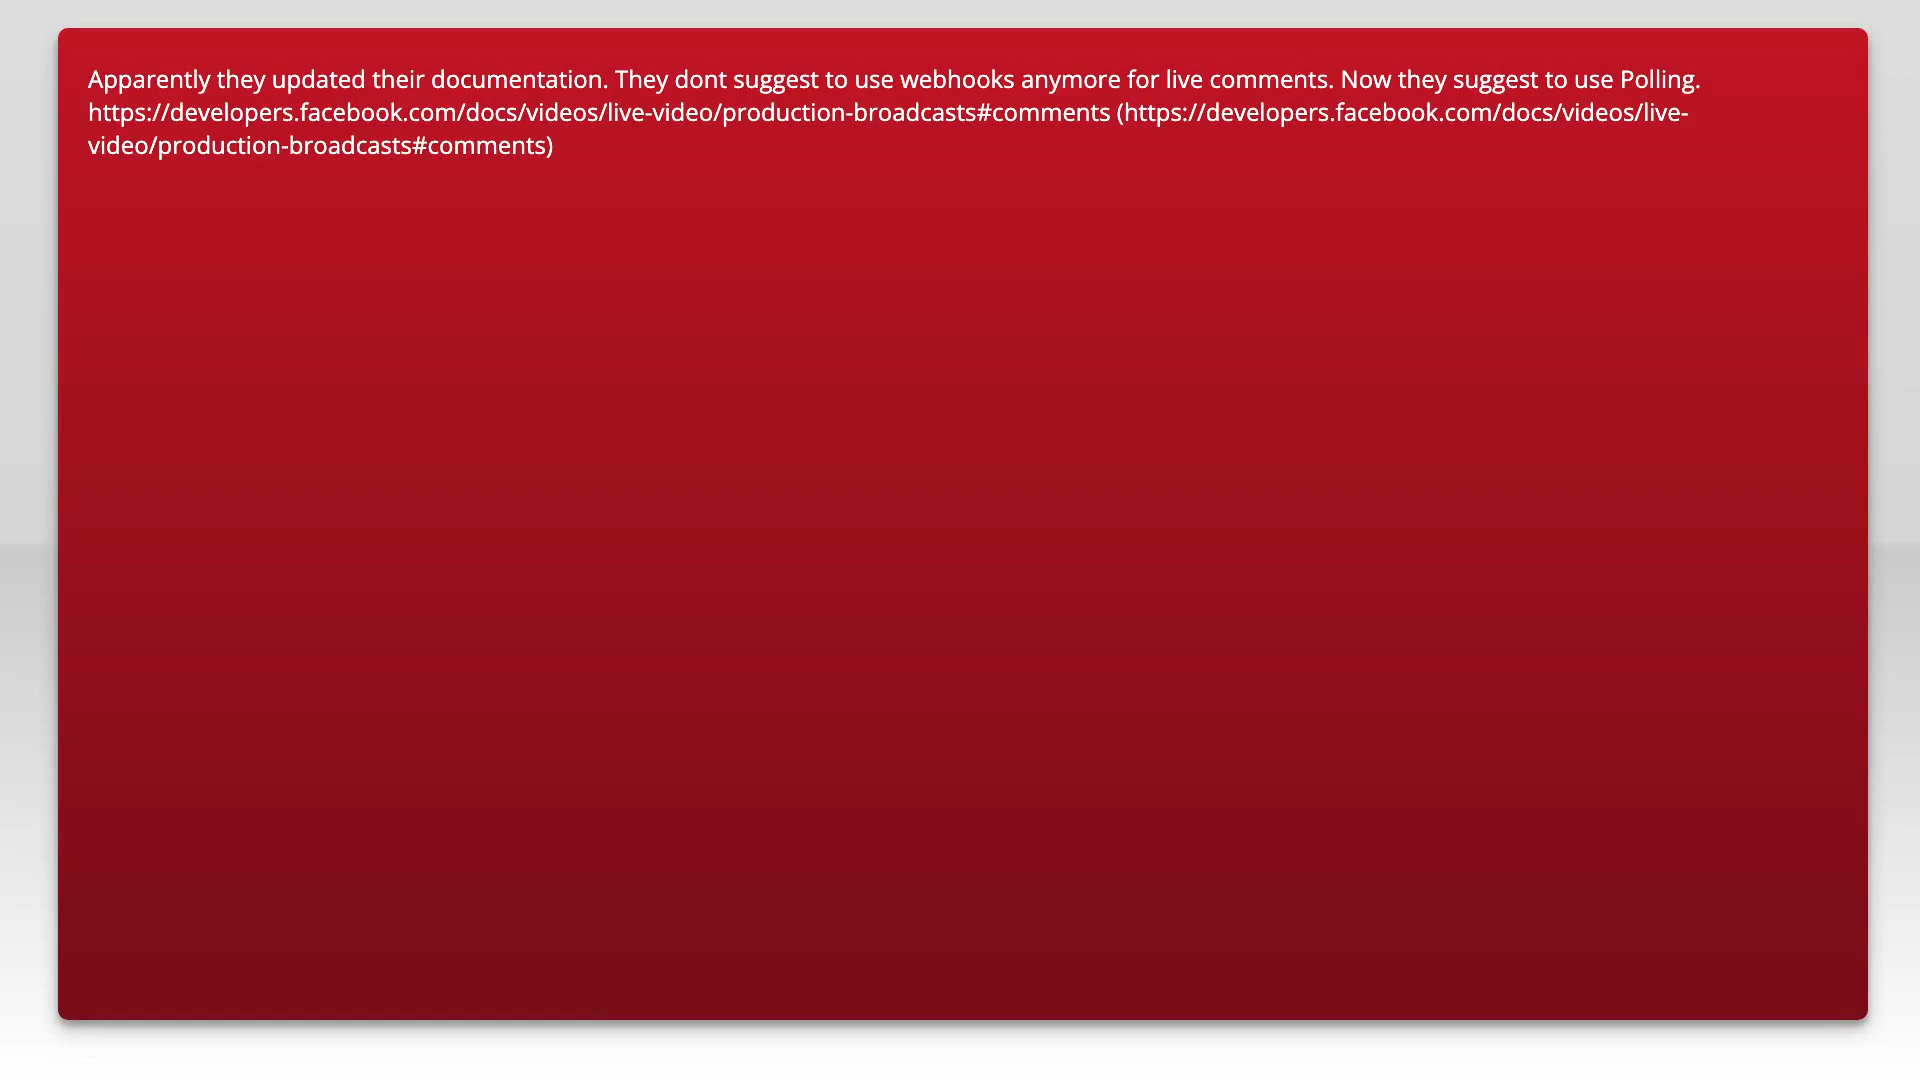 Apparently they updated their documentation. They dont suggest to use webhooks anymore for live comments. Now they suggest to use Polling.
https://developers.facebook.com/docs/videos/live-video/production-broadcasts#comments (https://developers.facebook.com/docs/videos/live-
video/production-broadcasts#comments)